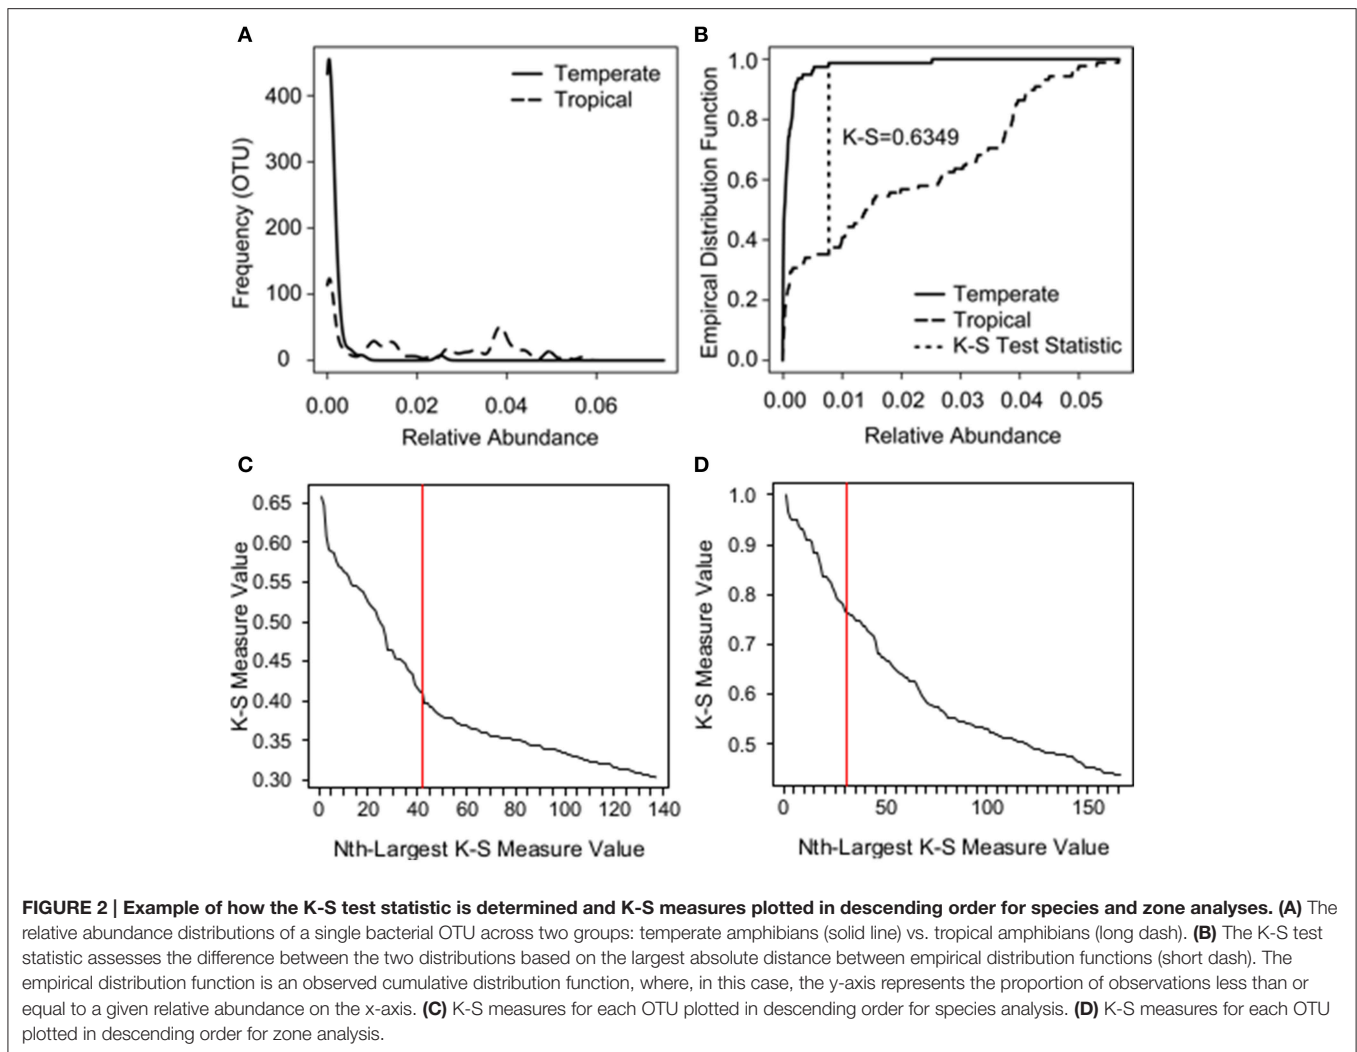 A
Frequency (OTU)
400
300
200
100
0
Temperate
Tropical
0.00 0.02 0.04 0.06
Relative Abundance
B
Empircal Distribution Function
1.0
0.8
0.6
0.4
0.2
0.0
K-S=0.6349
Temperate
Tropical
K-S Test Statistic
0.00 0.01 0.02 0.03 0.04 0.05
Relative Abundance
C
K-S Measure Value
0.65
0.60
0.55
0.50
0.45
0.40
0.35
0.30
0 20 40 60 80 100 120 140
Nth-Largest K-S Measure Value
D
K-S Measure Value
1.0
0.9
0.8
0.7
0.6
0.5
0 50 100 150
Nth-Largest K-S Measure Value
FIGURE 2 | Example of how the K-S test statistic is determined and K-S measures plotted in descending order for species and zone analyses. (A) The
relative abundance distributions of a single bacterial OTU across two groups: temperate amphibians (solid line) vs. tropical amphibians (long dash). (B) The K-S test
statistic assesses the difference between the two distributions based on the largest absolute distance between empirical distribution functions (short dash). The
empirical distribution function is an observed cumulative distribution function, where, in this case, the y-axis represents the proportion of observations less than or
equal to a given relative abundance on the x-axis. (C) K-S measures for each OTU plotted in descending order for species analysis. (D) K-S measures for each OTU
plotted in descending order for zone analysis.